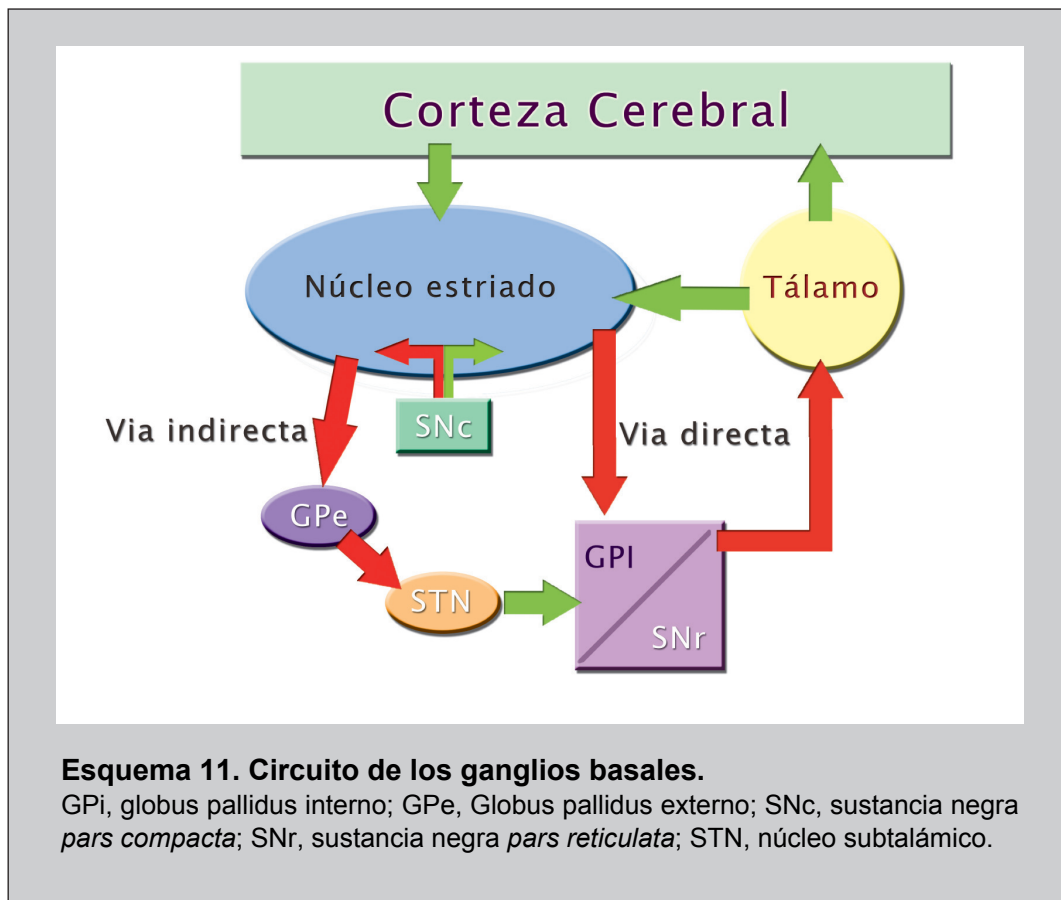 Corteza Cerebral
Núcleo estriado
Tálamo
Via indirecta
SNc
Via directa
GPe
STN
GPI
SNr
Esquema 11. Circuito de los ganglios basales.
GPi, globus pallidus interno; GPe, Globus pallidus externo; SNc, sustancia negra
pars compacta; SNr, sustancia negra pars reticulata; STN, núcleo subtalámico.